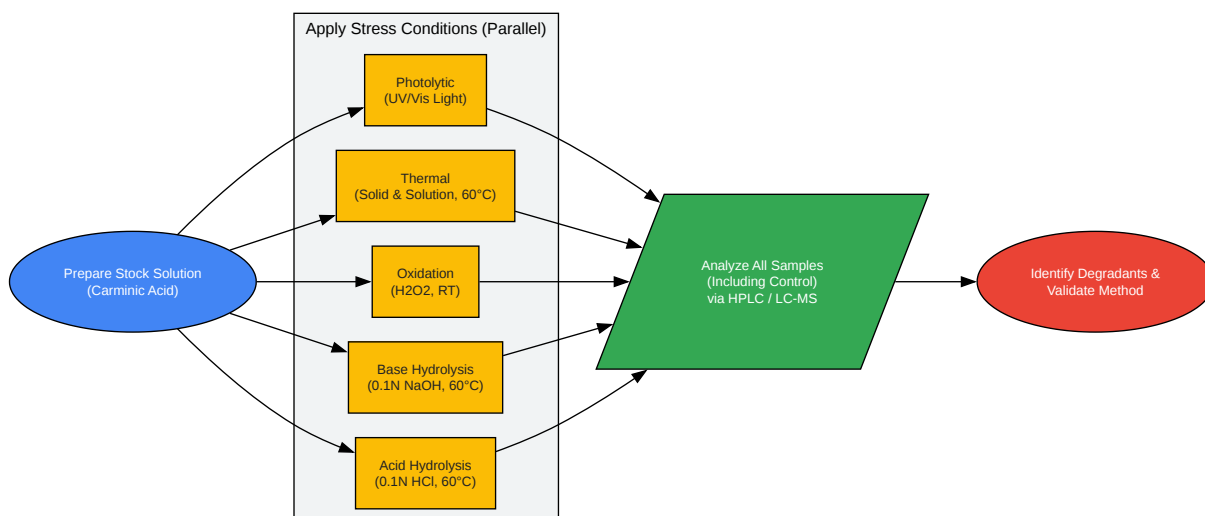 Apply Stress Conditions (Parallel)
Photolytic
(UV/Vis Light)
Thermal
(Solid & Solution, 60°C)
Prepare Stock Solution
(Carminic Acid)
Oxidation
(H2O2, RT)
Base Hydrolysis
(0.1N NaOH, 60°C)
Acid Hydrolysis
(0.1N HCl, 60°C)
Analyze All Samples
(Including Control)
via HPLC / LC-MS
Identify Degradants &
Validate Method